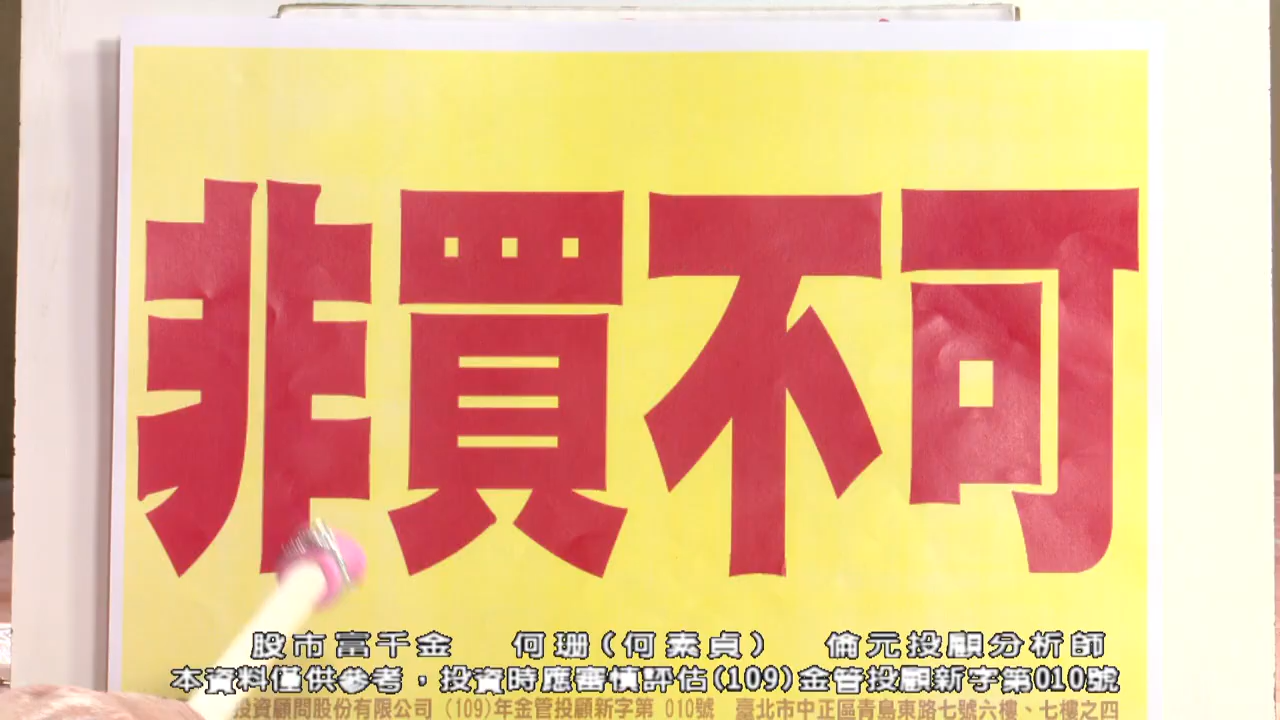 非買不可
股市富千金 何珊(何素貞) 倫元投顧分析師
本資料僅供參考，投資時應審慎評估(109)金管投顧新字第010號
投資顧問股份有限公司 (109)年金管投顧新字第 010號 臺北市中正區青島東路七號六樓、七樓之四